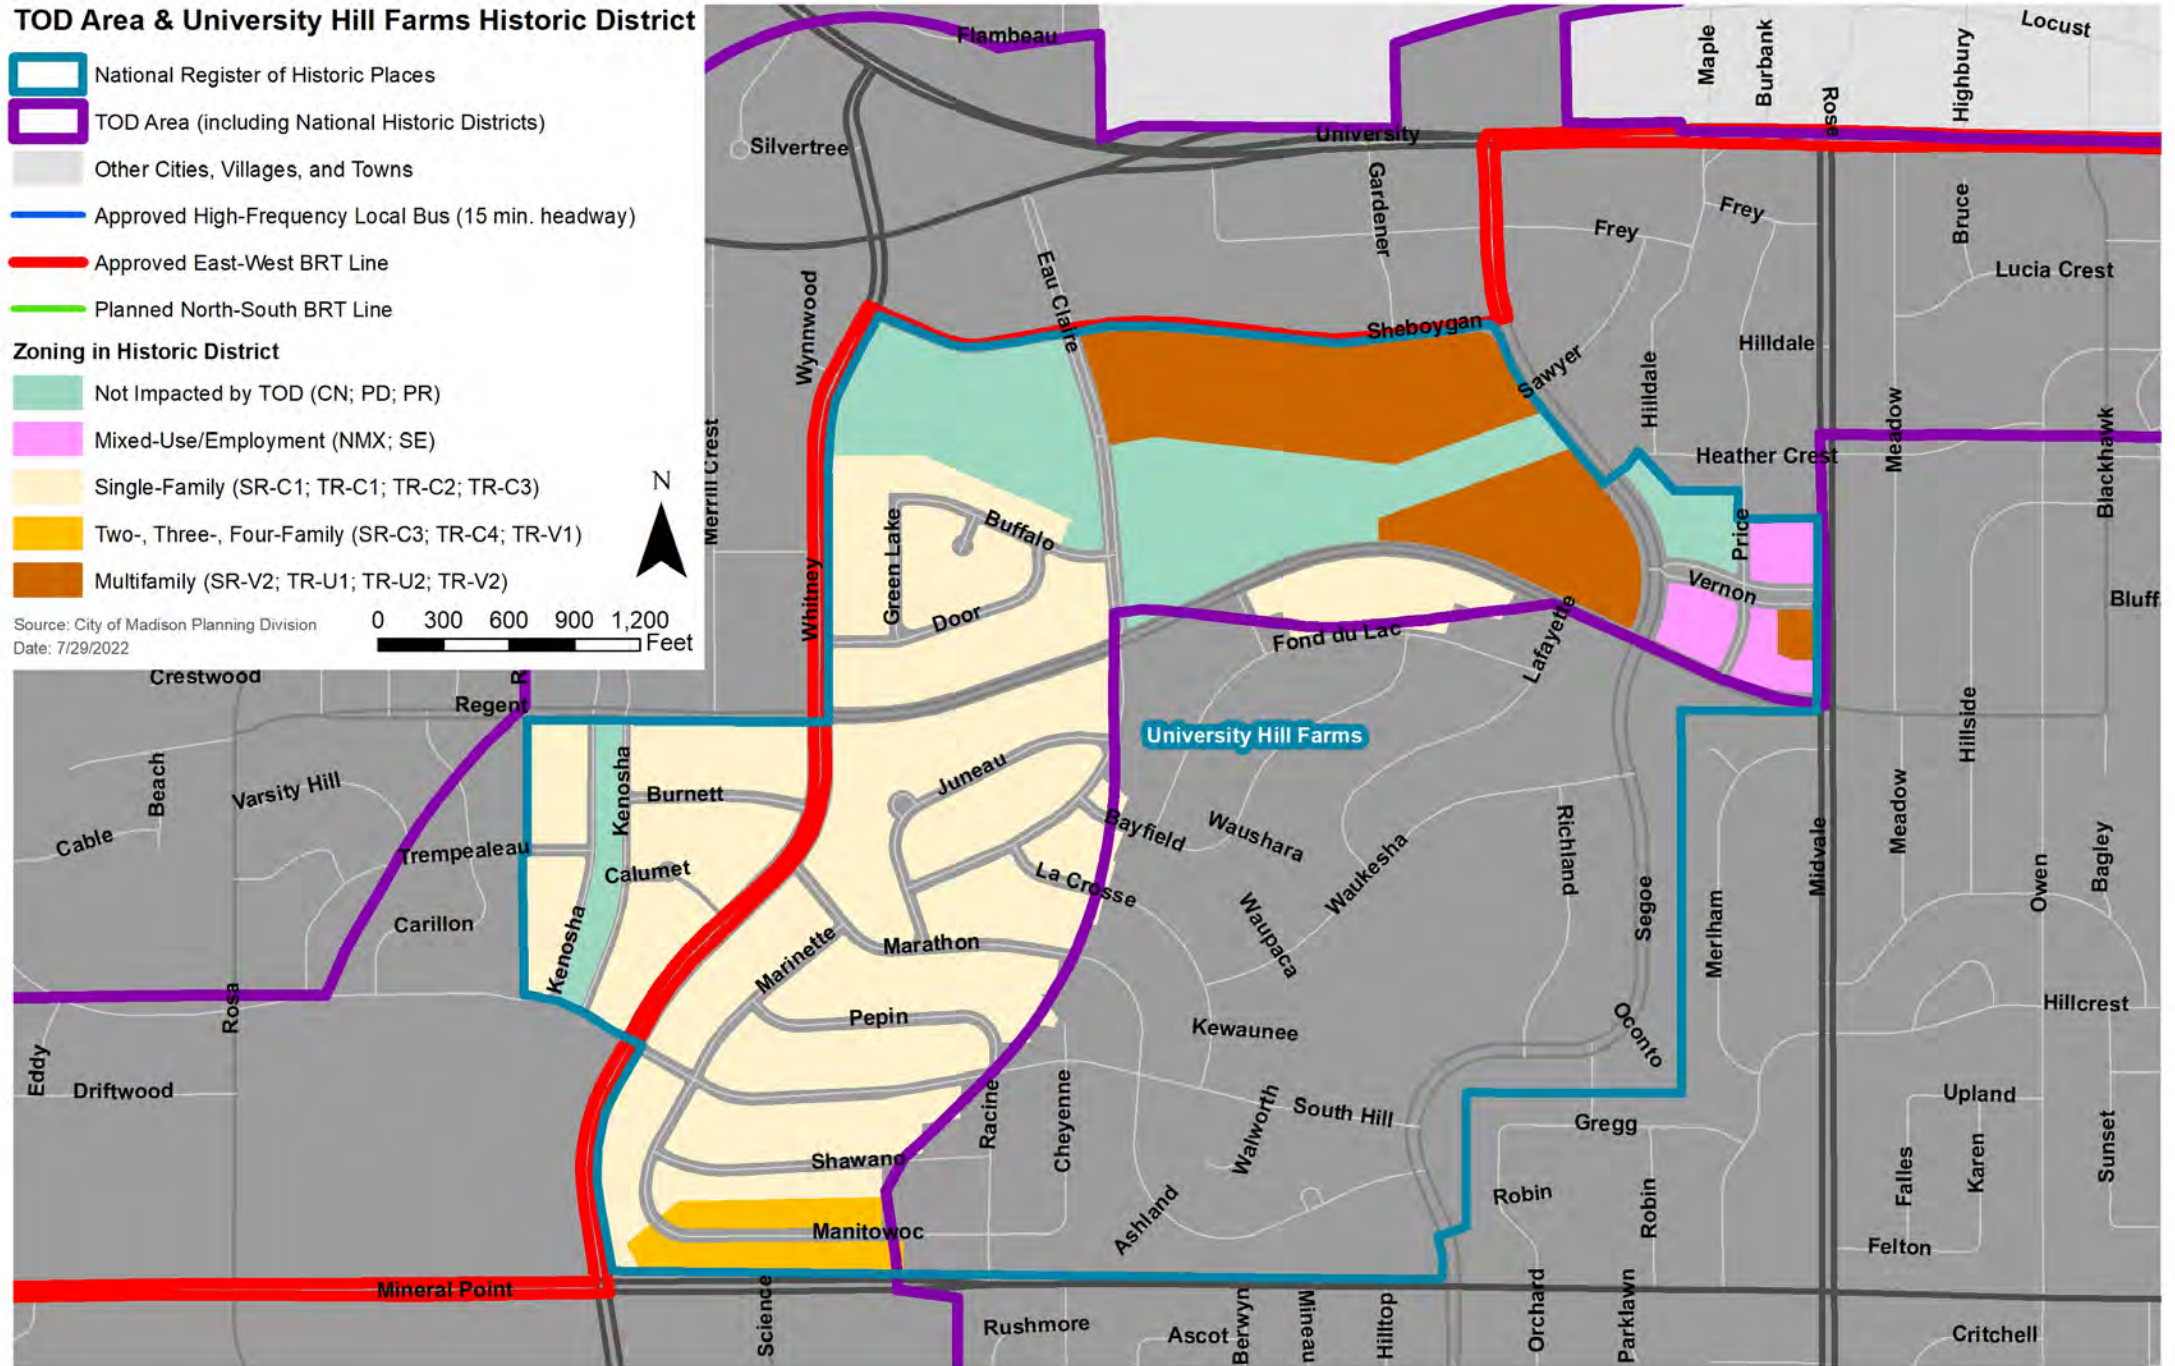 TOD Area & University Hill Farms Historic District
National Register of Historic Places
TOD Area (including National Historic Districts)
Other Cities, Villages, and Towns
Approved High-Frequency Local Bus (15 min. headway)
Approved East-West BRT Line
Planned North-South BRT Line
Zoning in Historic District
Not Impacted by TOD (CN; PD; PR)
Mixed-Use/Employment (NMX; SE)
Single-Family (SR-C1; TR-C1; TR-C2; TR-C3)
Two-, Three-, Four-Family (SR-C3; TR-C4; TR-V1)
Multifamily (SR-V2; TR-U1; TR-U2; TR-V2)
N
Source: City of Madison Planning Division
Date: 7/29/2022
0 300 600 900 1,200
Feet
Flambeau
Locust
Maple
Burbank
Highbury
Rose
University
Silvertree
Gardener
Frey
Frey
Bruce
Lucia Crest
Eau Claire
Wynnwood
Sheboygan
Sawyer
Hilldale
Hilldale
Meadow
Blackhawk
Heather Crest
Merrill Crest
Green Lake
Buffalo
Price
Whitney
Door
Vernon
Bluff
Fond du Lac
Lafayette
Crestwood
R
Regent
University Hill Farms
Hillside
Beach
Varsity Hill
Kenosha
Burnett
Juneau
Cable
Trempealeau
Calumet
Bayfield
Waushara
Waukesha
Richland
Midvale
Meadow
Bagley
Owen
La Crosse
Carillon
Kenosha
Marinette
Marathon
Waupaca
Segoe
Merlham
Rosa
Pepin
Kewaunee
Oconto
Hillcrest
Eddy
Driftwood
Racine
Cheyenne
Walworth
South Hill
Gregg
Upland
Falles
Karen
Sunset
Shawano
Ashland
Robin
Robin
Manitowoc
Felton
Mineral Point
Science
Rushmore
Ascot
Berwyn
Mineau
Hilltop
Orchard
Parklawn
Critchell